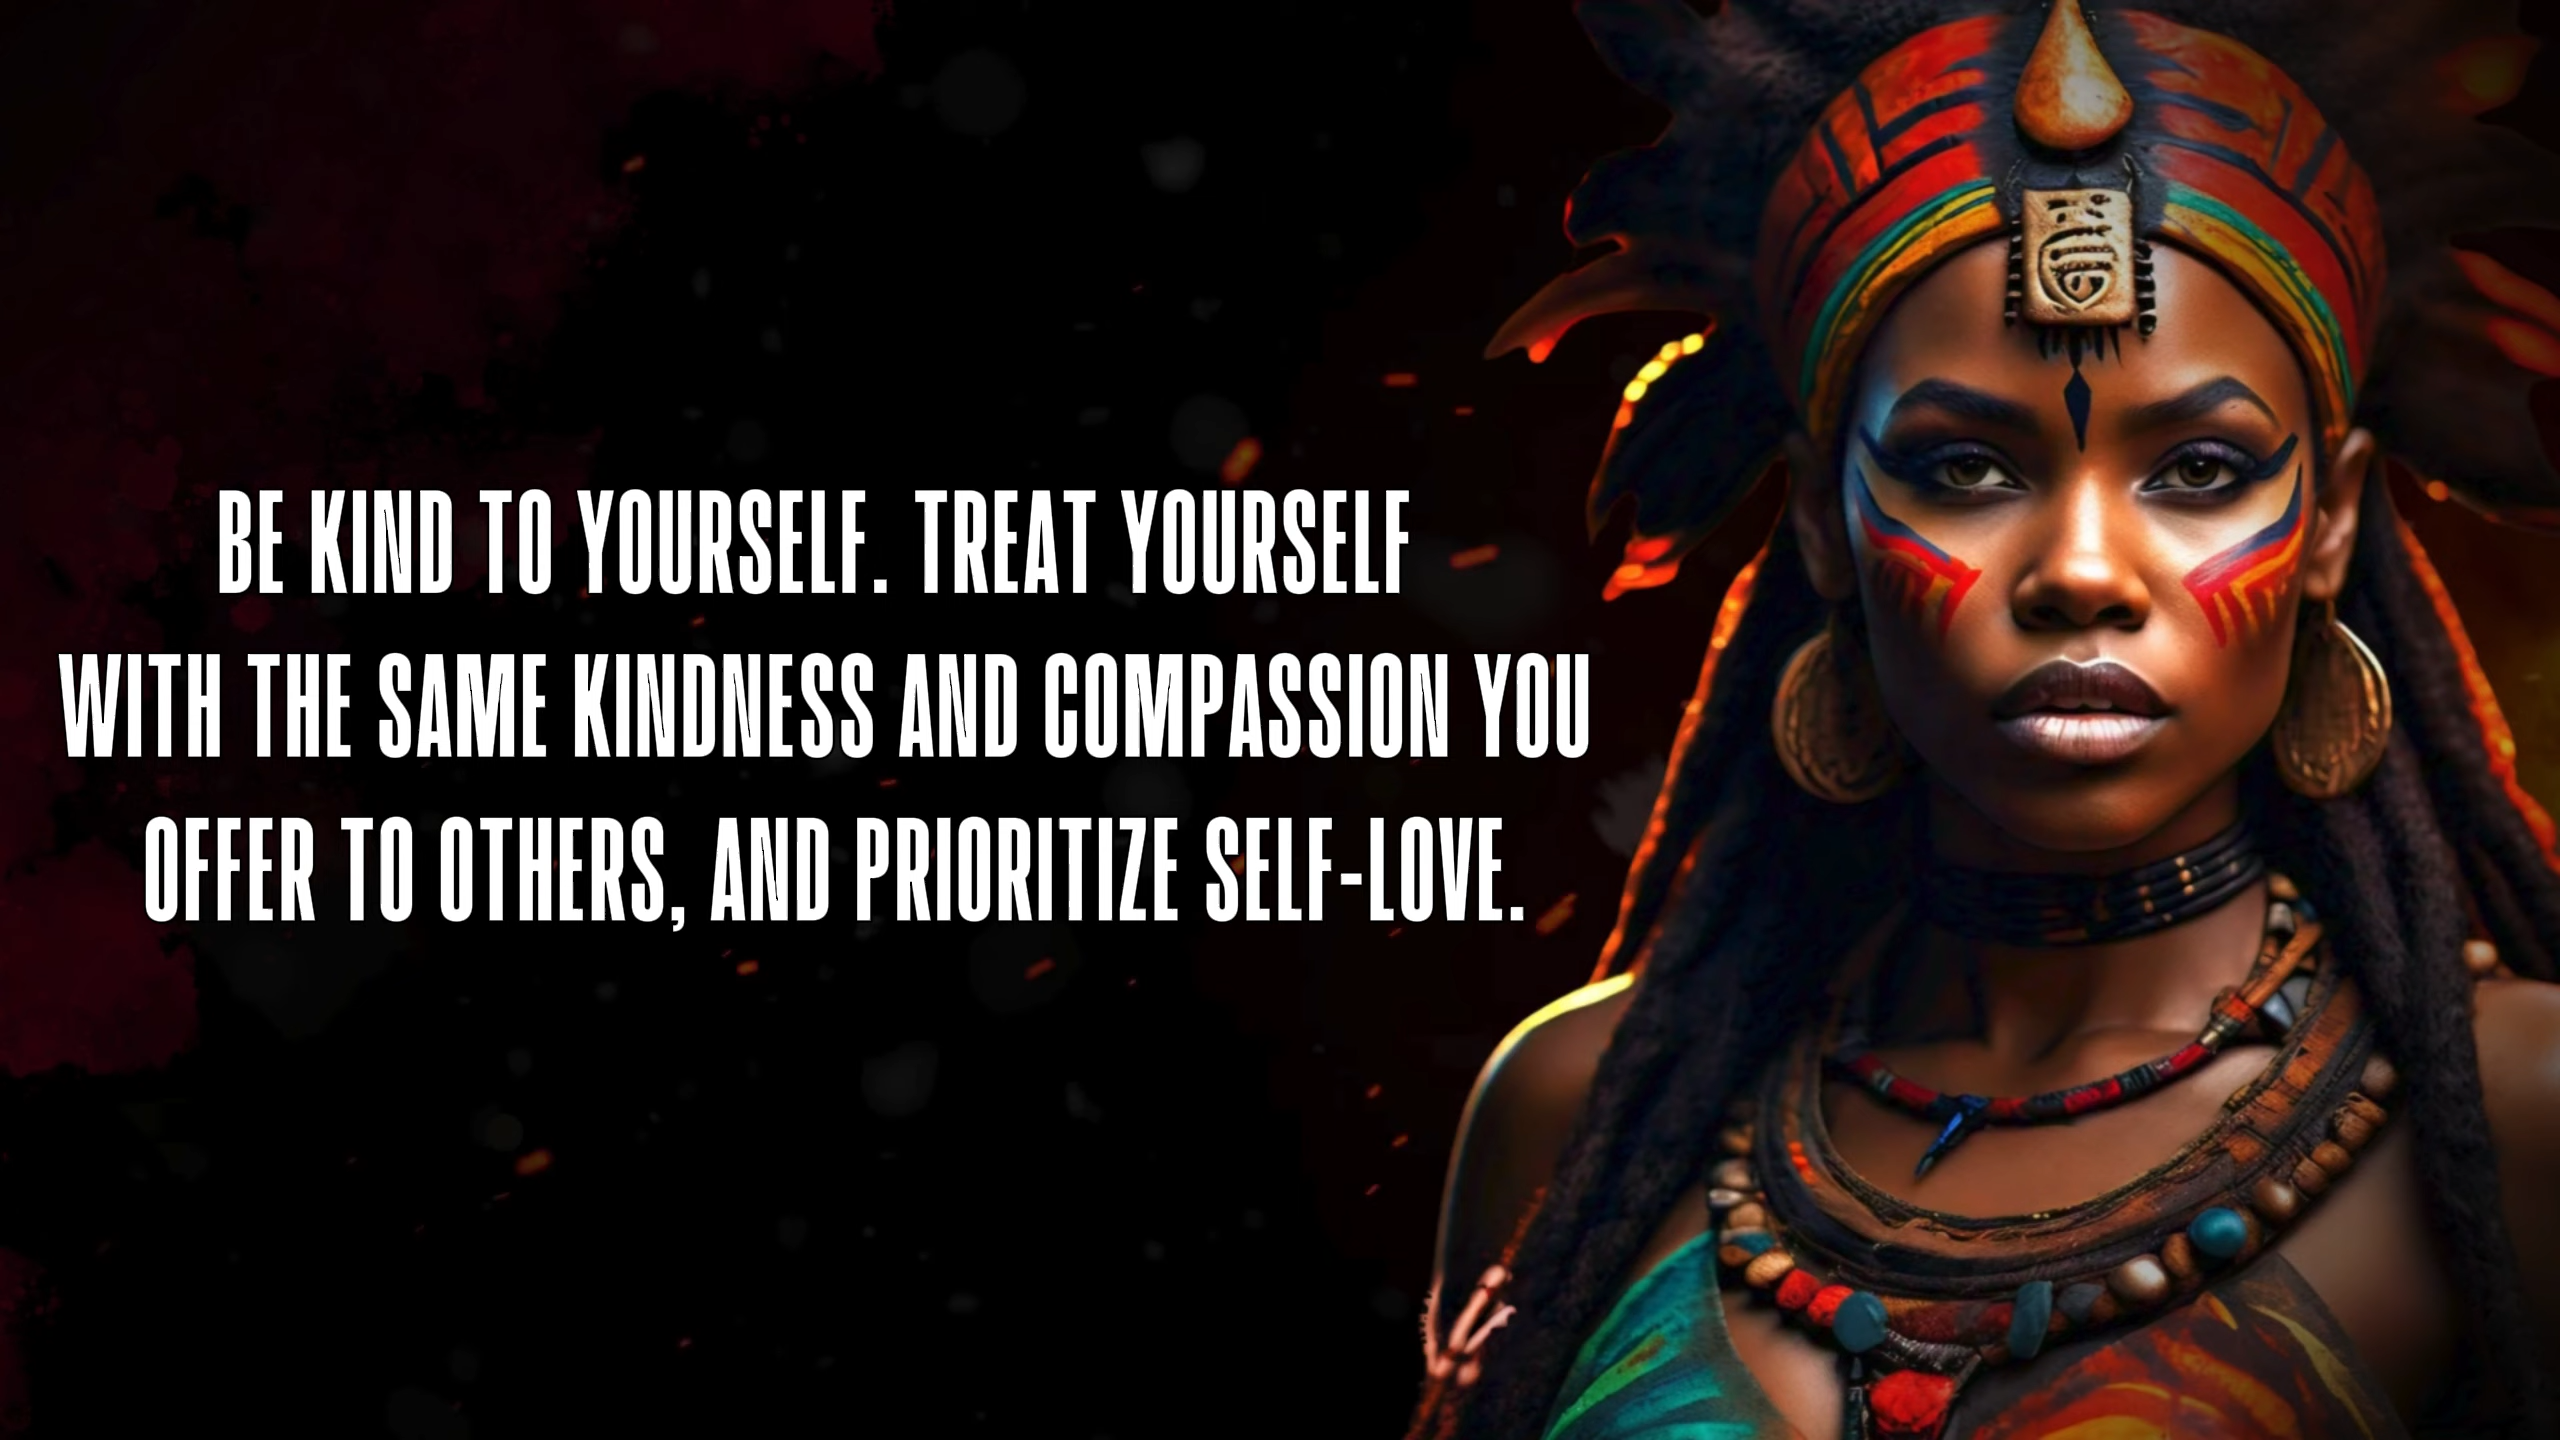 BE KIND TO YOURSELF. TREAT YOURSELF
WITH THE SAME KINDNESS AND COMPASSION YOU
OFFER TO OTHERS, AND PRIORITIZE SELF-LOVE.